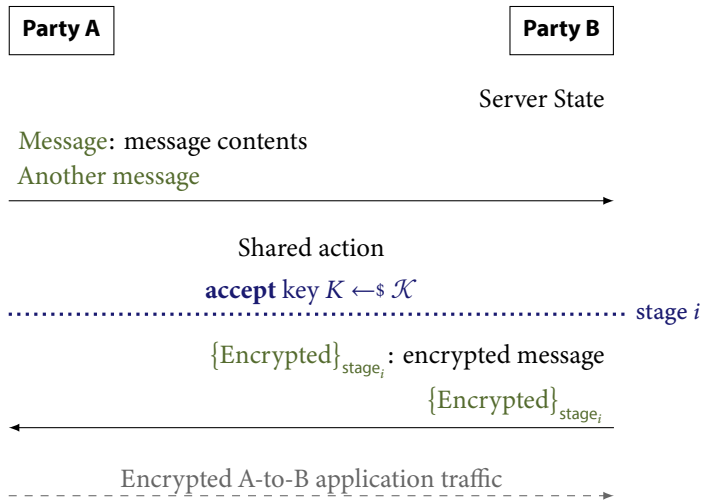 Party A
Party B
Server State
Message: message contents
Another message
Shared action
accept key K ←$ 𝒦
stage i
{Encrypted}stageᵢ: encrypted message
{Encrypted}stageᵢ
Encrypted A-to-B application traffic